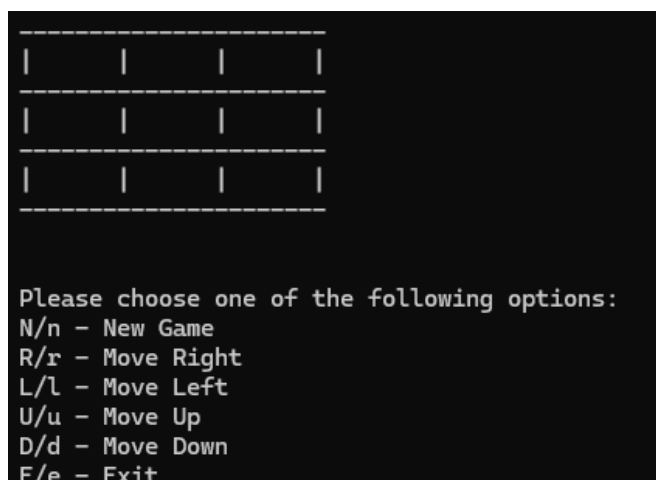 ----------------------
|      |      |      |
----------------------
|      |      |      |
----------------------
|      |      |      |
----------------------
Please choose one of the following options:
N/n - New Game
R/r - Move Right
L/l - Move Left
U/u - Move Up
D/d - Move Down
E/e - Exit